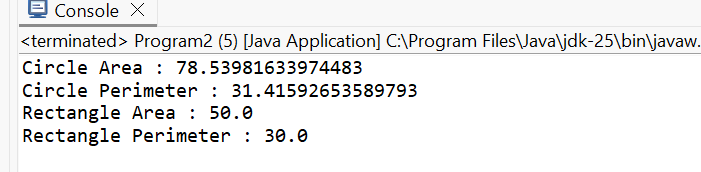 Console
<terminated> Program2 (5) [Java Application] C:\Program Files\Java\jdk-25\bin\javaw.
Circle Area : 78.53981633974483
Circle Perimeter : 31.41592653589793
Rectangle Area : 50.0
Rectangle Perimeter : 30.0